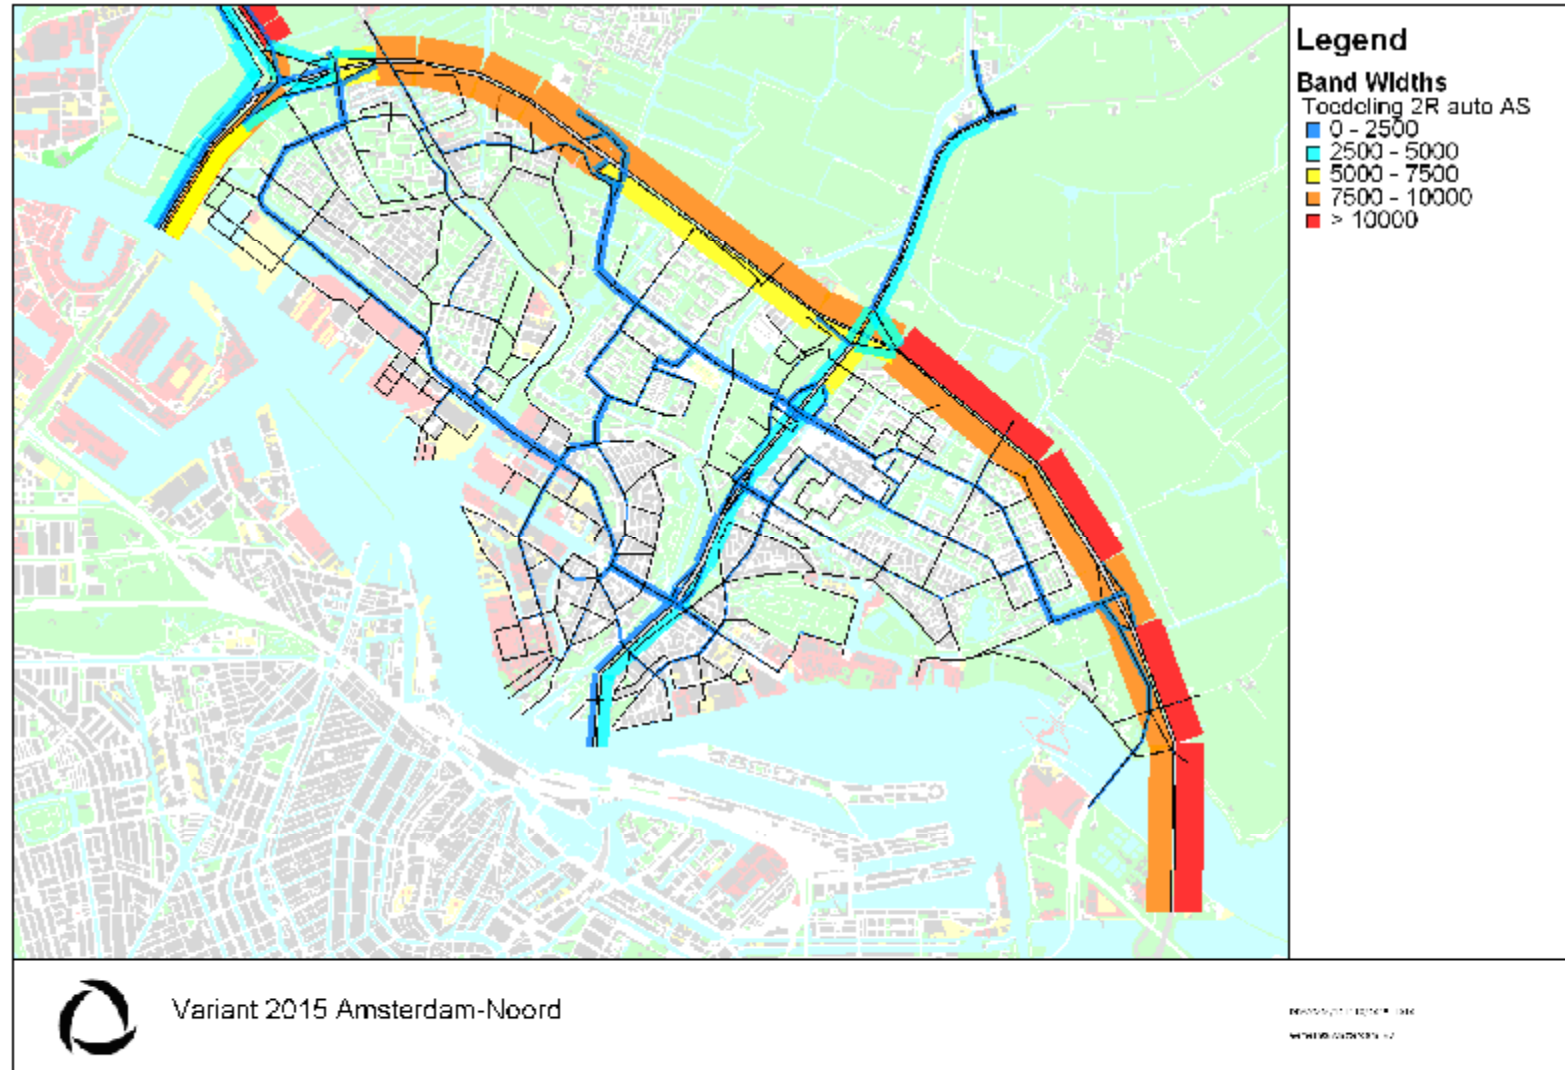 Legend
Band Widths
Toedeling 2R auto AS
0 - 2500
2500 - 5000
5000 - 7500
7500 - 10000
> 10000
Variant 2015 Amsterdam-Noord